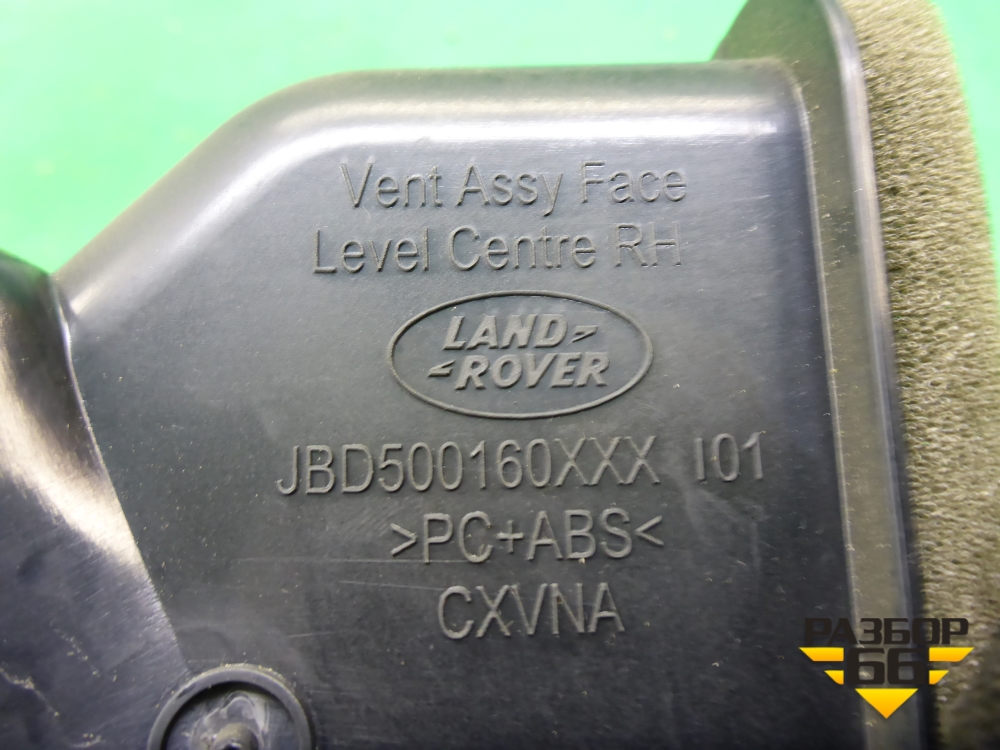 Vent Assy Face
Level Centre RH
LAND
ROVER
JBD500160XXX I01
>PC+ABS<
CXVNA
РАЗБОР
66